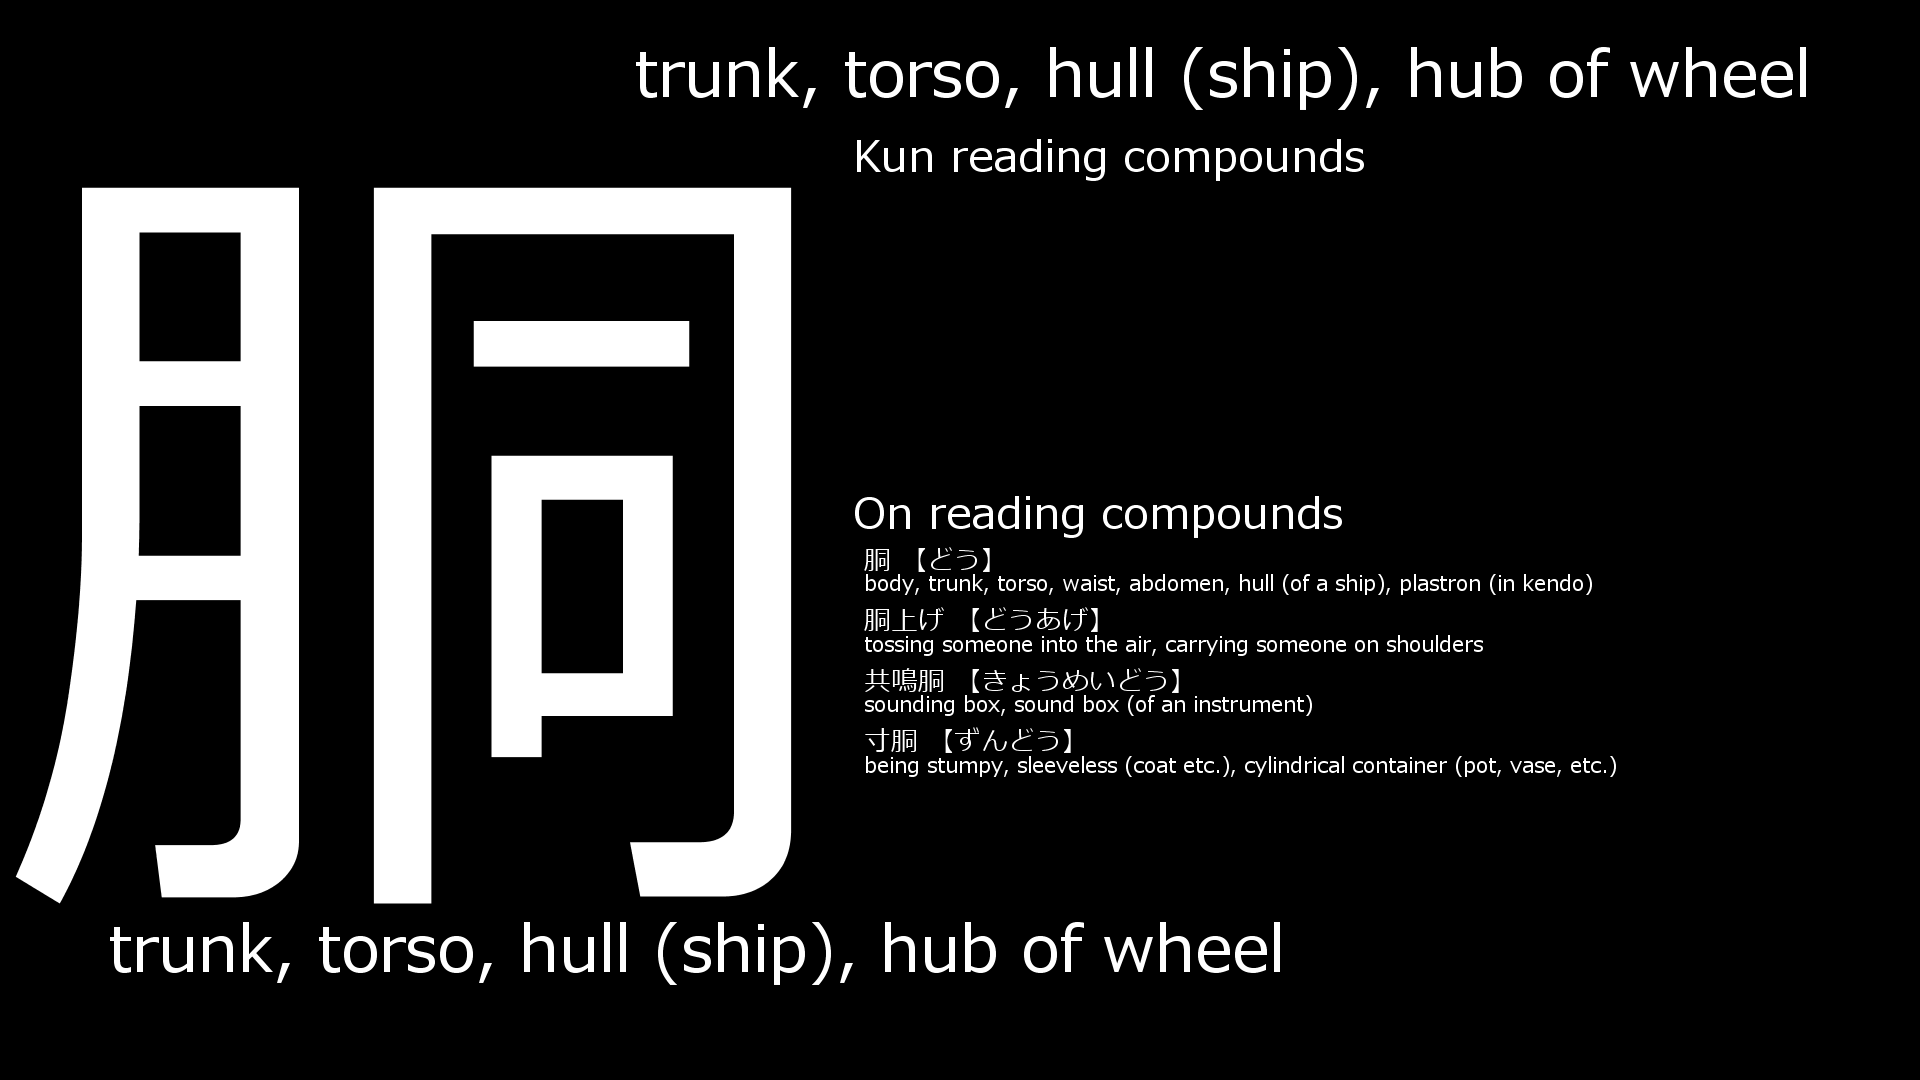 trunk, torso, hull (ship), hub of wheel
Kun reading compounds
胴
On reading compounds
胴 【どう】
body, trunk, torso, waist, abdomen, hull (of a ship), plastron (in kendo)
胴上げ 【どうあげ】
tossing someone into the air, carrying someone on shoulders
共鳴胴 【きょうめいどう】
sounding box, sound box (of an instrument)
寸胴 【ずんどう】
being stumpy, sleeveless (coat etc.), cylindrical container (pot, vase, etc.)
trunk, torso, hull (ship), hub of wheel